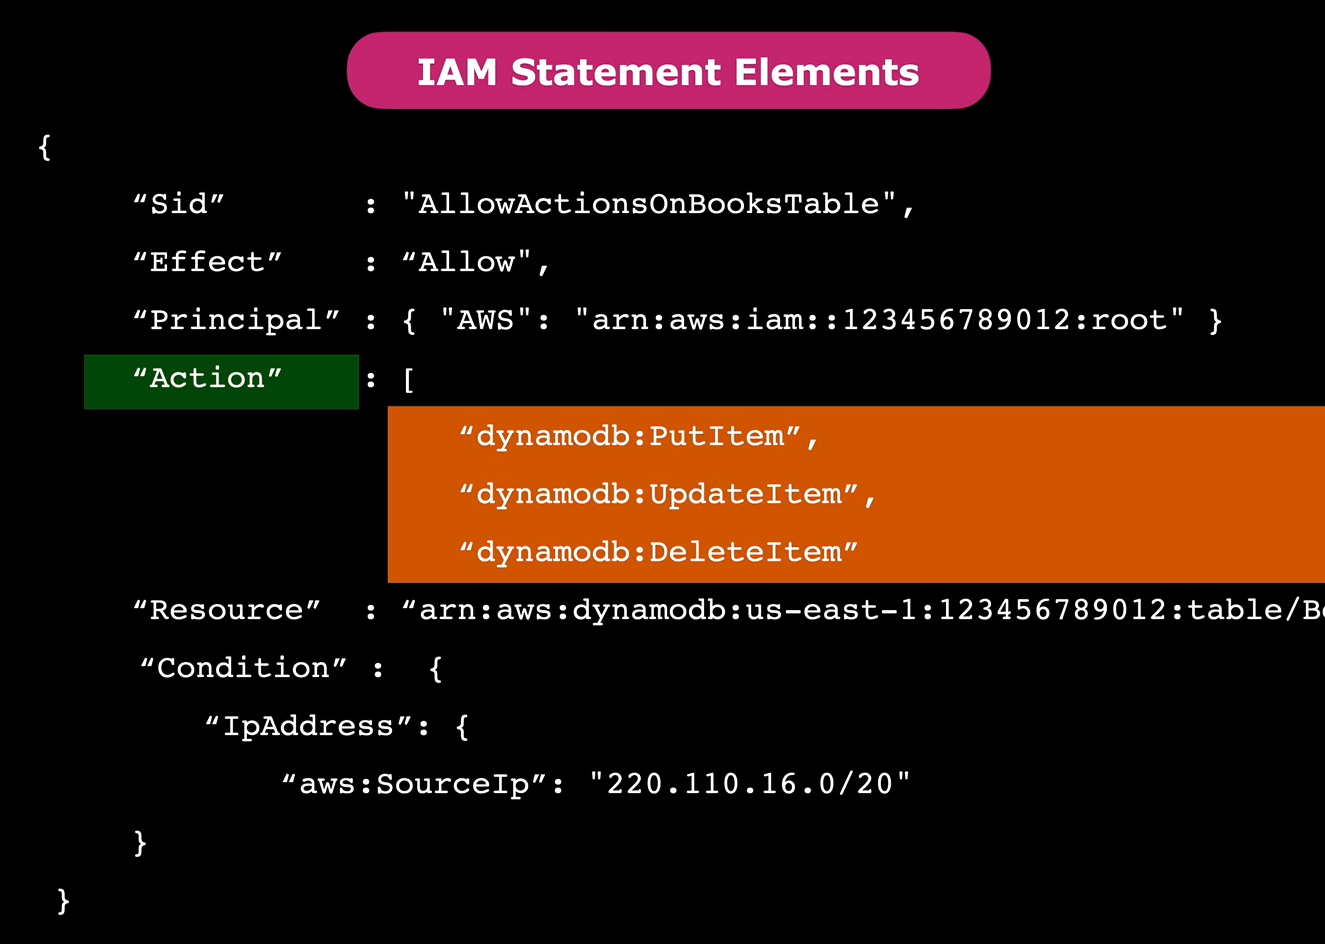 IAM Statement Elements
{
“Sid” : "AllowActionsOnBooksTable",
“Effect” : “Allow",
“Principal” : { "AWS": "arn:aws:iam::123456789012:root" }
“Action” : [
“dynamodb:PutItem”,
“dynamodb:UpdateItem”,
“dynamodb:DeleteItem”
“Resource” : “arn:aws:dynamodb:us-east-1:123456789012:table/B
“Condition” : {
“IpAddress”: {
“aws:SourceIp”: "220.110.16.0/20"
}
}